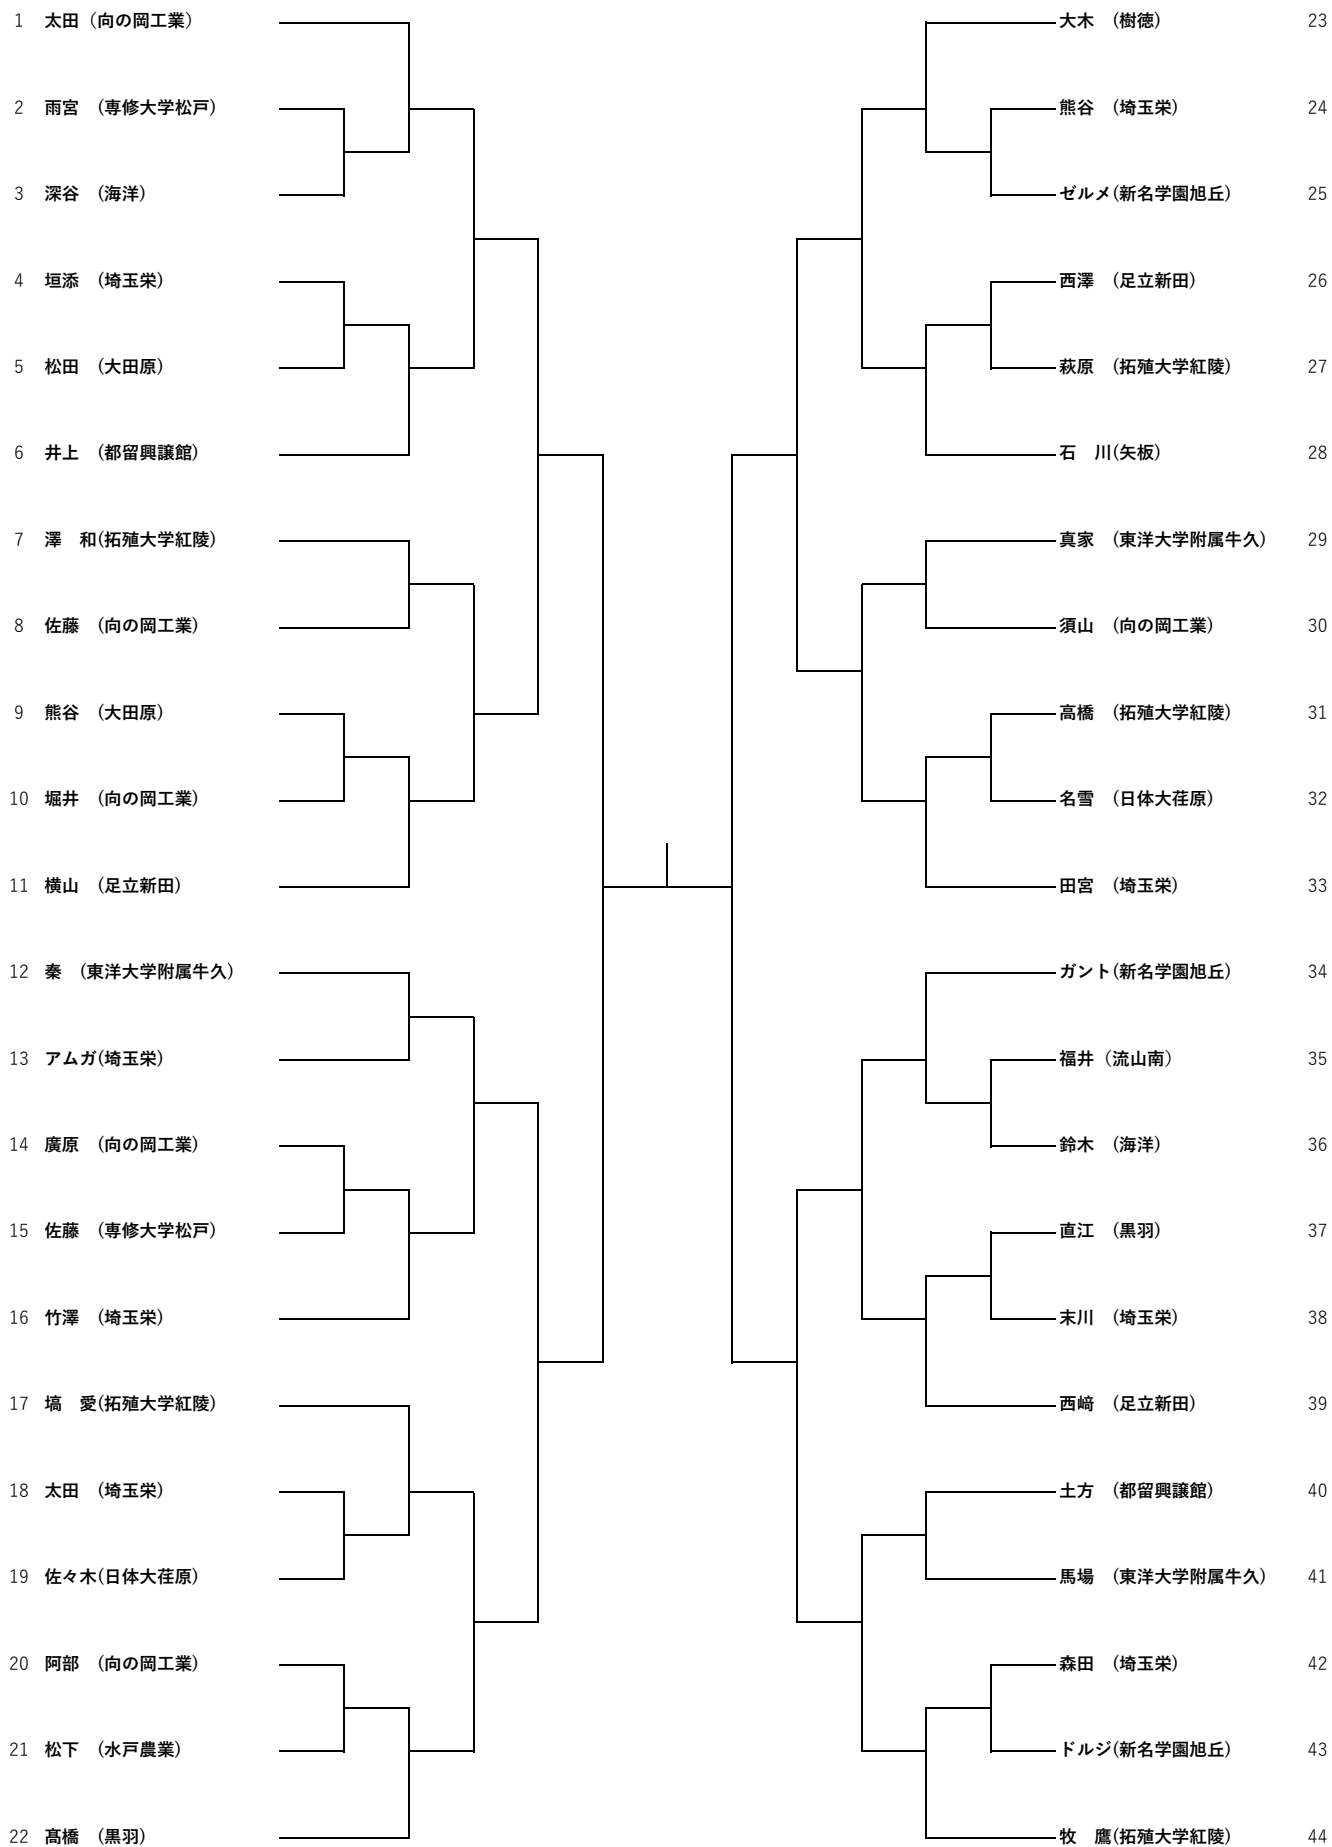 1 太田（向の岡工業）
2 雨宮　(専修大学松戸)
3 深谷　(海洋)
4 垣添　(埼玉栄)
5 松田　(大田原)
6 井上　(都留興譲館)
7 澤　和(拓殖大学紅陵)
8 佐藤　(向の岡工業)
9 熊谷　(大田原)
10 堀井　(向の岡工業)
11 横山　(足立新田)
12 秦　(東洋大学附属牛久)
13 アムガ(埼玉栄)
14 廣原　(向の岡工業)
15 佐藤　(専修大学松戸)
16 竹澤　(埼玉栄)
17 塙　愛(拓殖大学紅陵)
18 太田　(埼玉栄)
19 佐々木(日体大荏原)
20 阿部　(向の岡工業)
21 松下　(水戸農業)
22 髙橋　(黒羽)
大木　(樹徳) 23
熊谷　(埼玉栄) 24
ゼルメ(新名学園旭丘) 25
西澤　(足立新田) 26
萩原　(拓殖大学紅陵) 27
石　川(矢板) 28
真家　(東洋大学附属牛久) 29
須山　(向の岡工業) 30
高橋　(拓殖大学紅陵) 31
名雪　(日体大荏原) 32
田宮　(埼玉栄) 33
ガント(新名学園旭丘) 34
福井（流山南） 35
鈴木　(海洋) 36
直江　(黒羽) 37
末川　(埼玉栄) 38
西﨑　(足立新田) 39
土方　(都留興譲館) 40
馬場　(東洋大学附属牛久) 41
森田　(埼玉栄) 42
ドルジ(新名学園旭丘) 43
牧　鷹(拓殖大学紅陵) 44